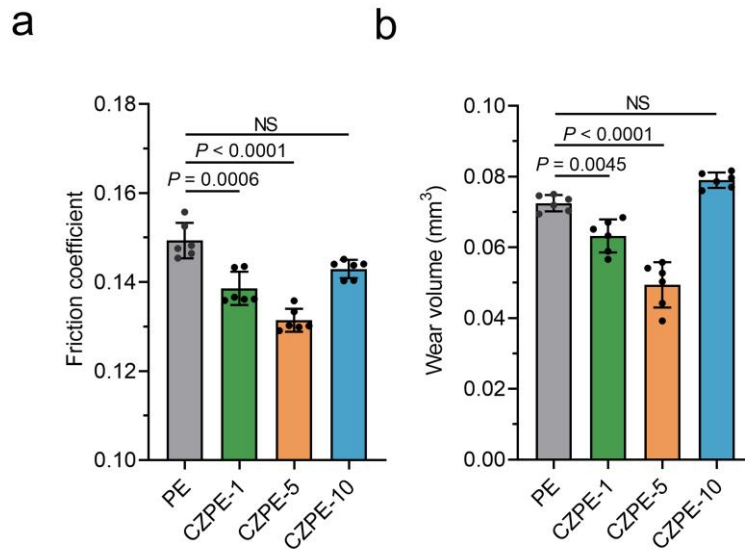 a
0.18
0.16
0.14
0.12
0.10
Friction coefficient
NS
P < 0.0001
P = 0.0006
PE
CZPE-1
CZPE-5
CZPE-10
b
0.10
0.08
0.06
0.04
0.02
0.00
Wear volume (mm³)
NS
P < 0.0001
P = 0.0045
PE
CZPE-1
CZPE-5
CZPE-10